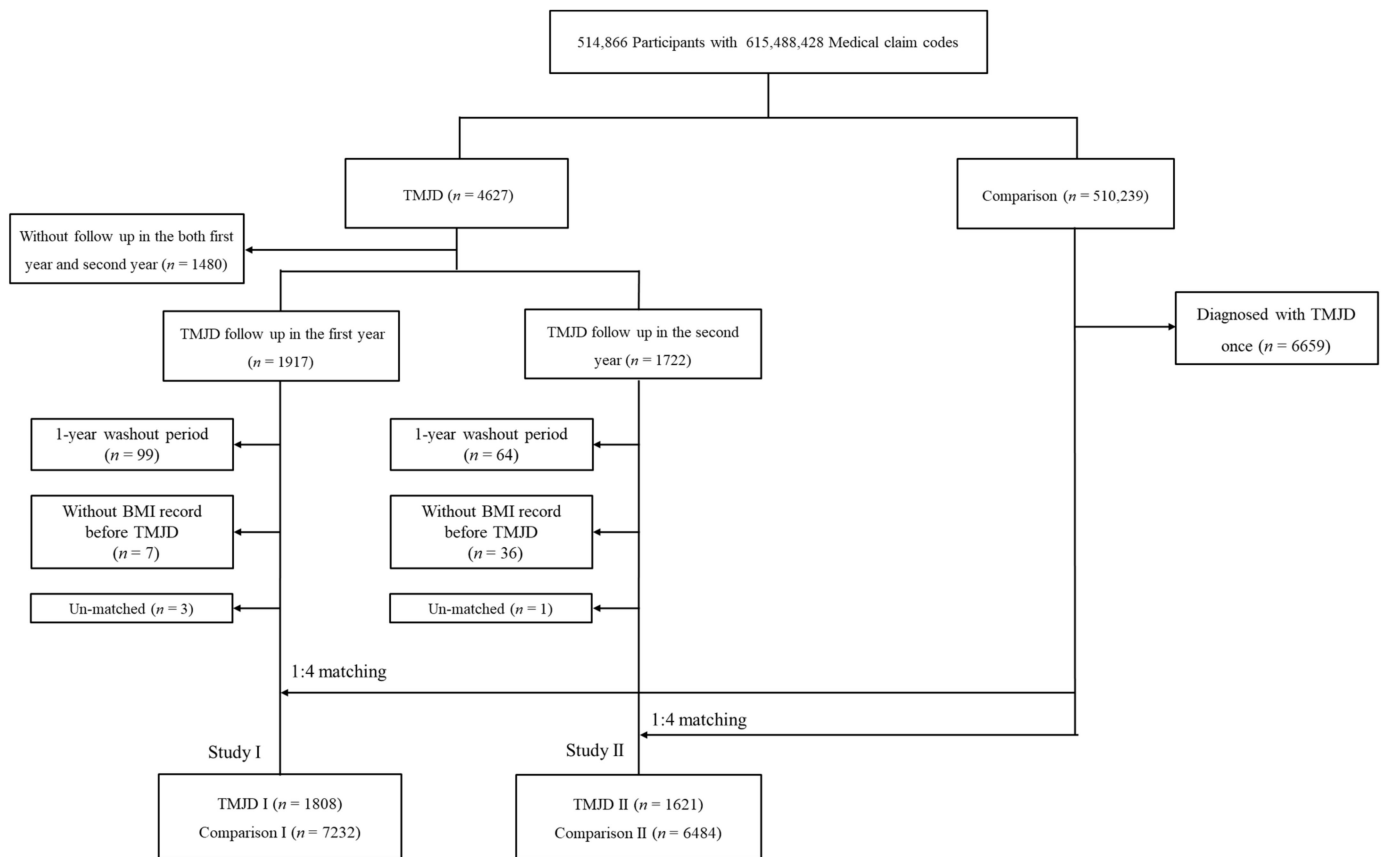 514,866 Participants with 615,488,428 Medical claim codes
TMJD (n = 4627)
Comparison (n = 510,239)
Without follow up in the both first
year and second year (n = 1480)
TMJD follow up in the first year
(n = 1917)
TMJD follow up in the second
year (n = 1722)
Diagnosed with TMJD
once (n = 6659)
1-year washout period
(n = 99)
1-year washout period
(n = 64)
Without BMI record
before TMJD
(n = 7)
Without BMI record
before TMJD
(n = 36)
Un-matched (n = 3)
Un-matched (n = 1)
1:4 matching
1:4 matching
Study I
Study II
TMJD I (n = 1808)
Comparison I (n = 7232)
TMJD II (n = 1621)
Comparison II (n = 6484)